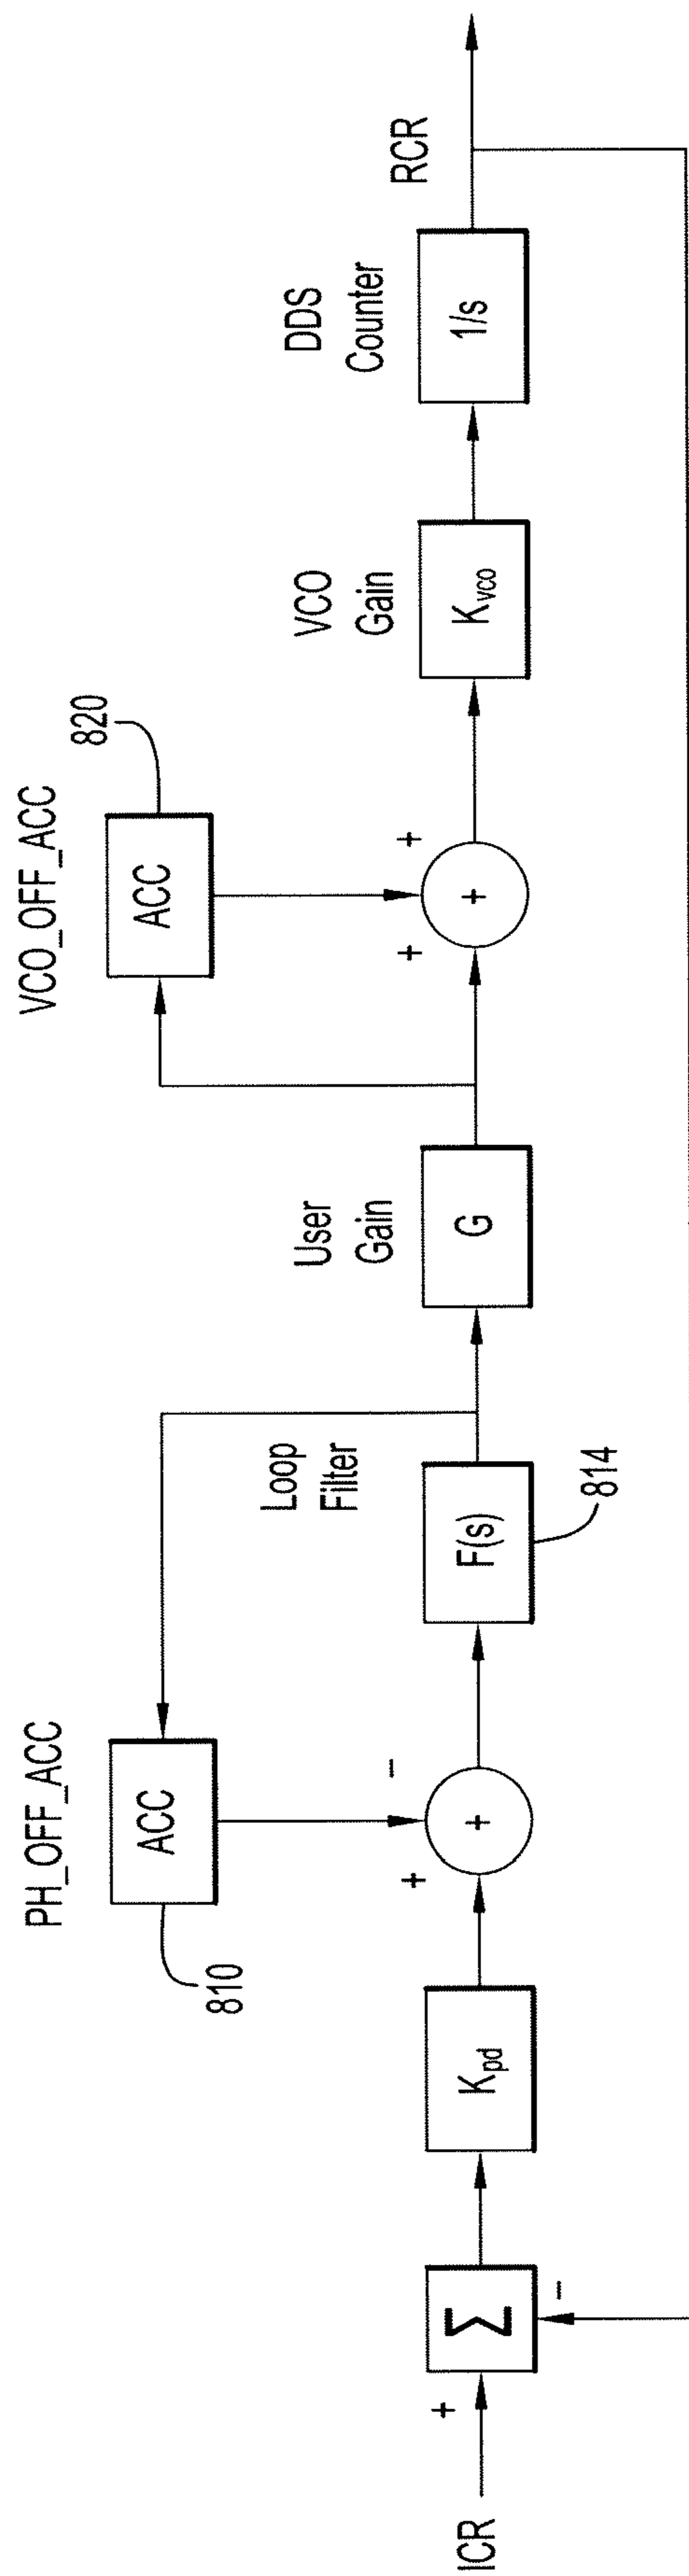 ICR
+
Σ
-
K_pd
PH_OFF_ACC
ACC
810
+
-
+
Loop
Filter
F(s)
814
User
Gain
G
VCO_OFF_ACC
ACC
820
+
+
+
VCO
Gain
K_vco
DDS
Counter
1/s
RCR